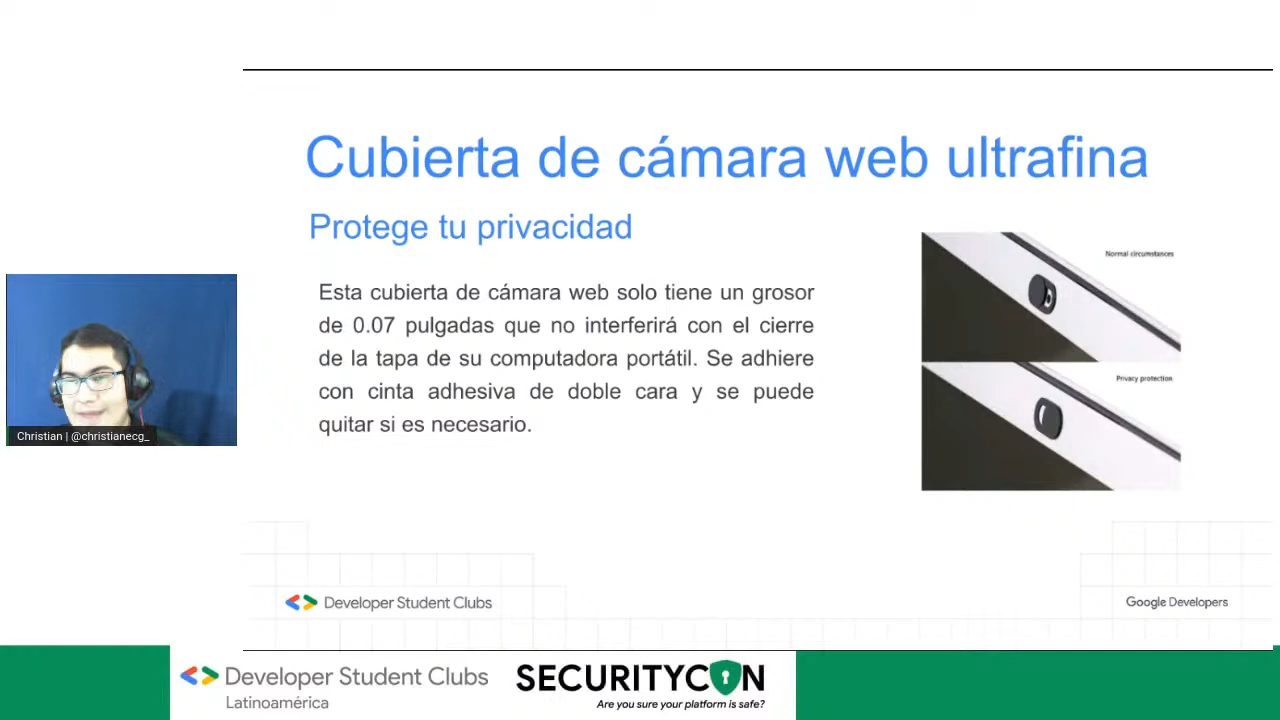 Cubierta de cámara web ultrafina
Protege tu privacidad
Esta cubierta de cámara web solo tiene un grosor
de 0.07 pulgadas que no interferirá con el cierre
de la tapa de su computadora portátil. Se adhiere
con cinta adhesiva de doble cara y se puede
quitar si es necesario.
Normal circumstances
Privacy protection
Christian | @christianecg_
Developer Student Clubs
Google Developers
Developer Student Clubs
Latinoamérica
SECURITYCON
Are you sure your platform is safe?